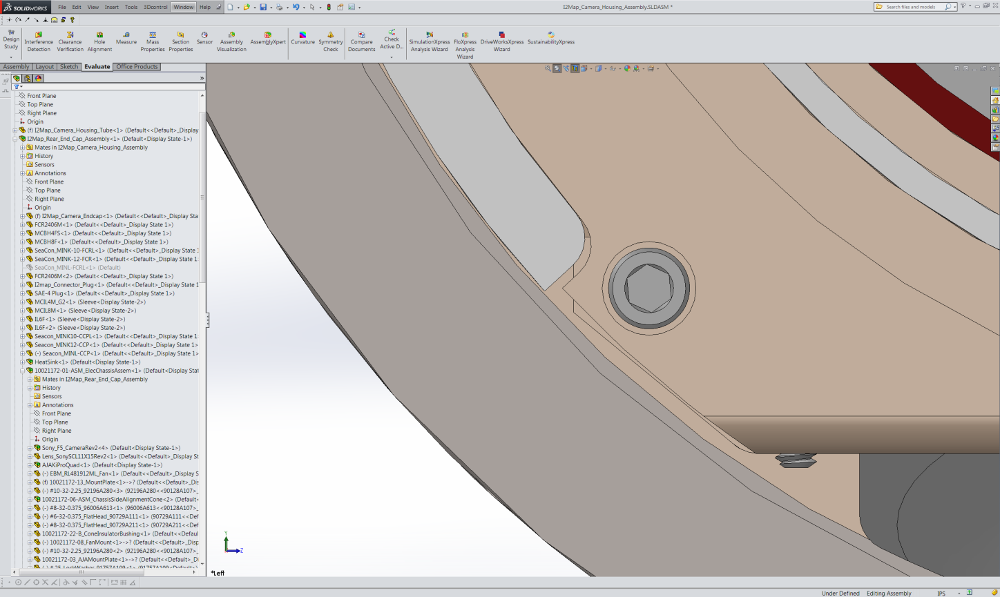 SOLIDWORKS File Edit View Insert Tools 3Dcontrol Window Help
I2Map_Camera_Housing_Assembly.SLDASM *
Search files and models
Design Study
Interference Detection
Clearance Verification
Hole Alignment
Measure
Mass Properties
Section Properties
Sensor
Assembly Visualization
AssemblyXpert
Curvature
Symmetry Check
Compare Documents
Check Active D...
SimulationXpress Analysis Wizard
FloXpress Analysis Wizard
DriveWorksXpress Wizard
SustainabilityXpress
Assembly Layout Sketch Evaluate Office Products
Front Plane
Top Plane
Right Plane
Origin
(f) I2Map_Camera_Housing_Tube<1> (Default<<Default>_Display
I2Map_Rear_End_Cap_Assembly<1> (Default<Display State-1>)
Mates in I2Map_Camera_Housing_Assembly
History
Sensors
Annotations
Front Plane
Top Plane
Right Plane
Origin
(f) I2Map_Camera_Endcap<1> (Default<<Default>_Display Sta
FCR2406M<1> (Default<<Default>_Display State 1>)
MCBH4FS<1> (Default<<Default>_Display State 1>)
MCBH8F<1> (Default<<Default>_Display State 1>)
SeaCon_MINK-10-FCRL<1> (Default<<Default>_Display State
SeaCon_MINK-12-FCR<1> (Default<<Default>_Display State 1
SeaCon_MINL-FCRL<1> (Default)
FCR2406M<2> (Default<<Default>_Display State 1>)
I2map_Connector_Plug<1> (Default<<Default>_Display State 1
SAE-4 Plug<1> (Default<<Default>_Display State 1>)
MCIL4M_G2<1> (Sleeve<Display State-2>)
MCIL8M<1> (Sleeve<Display State-2>)
IL6F<1> (Sleeve<Display State-2>)
IL6F<2> (Sleeve<Display State-2>)
Seacon_MINK10-CCPL<1> (Default<<Default>_Display State 1
Seacon_MINK12-CCP<1> (Default<<Default>_Display State 1>
(-) Seacon_MINL-CCP<1> (Default<<Default>_Display State 1>
HeatSink<1> (Default<Display State-1>)
10021172-01-ASM_ElecChassisAssem<1> (Default<Display Stat
Mates in I2Map_Rear_End_Cap_Assembly
History
Sensors
Annotations
Front Plane
Top Plane
Right Plane
Origin
Sony_F5_CameraRev2<4> (Default<Display State-1>)
Lens_SonySCL11X15Rev2<1> (Default<<Default>_Display St
AJAKiProQuad<1> (Default<Display State-1>)
(-) EBM_RL481912ML_Fan<1> (Default<<Default>_Display S
(f) 10021172-13_MountPlate<1>->? (Default<<Default>_Dis
(-) #10-32-2.25_92196A280<3> (92196A280<<90128A107>_
10021172-06-ASM_ChassisSideAlignmentCone<2> (Default<
(-) #8-32-0.375_96006A613<1> (96006A613<<90128A107>_
(-) #6-32-0.375_FlatHead_90729A111<1> (90729A111<<Def
(-) #8-32-0.375_FlatHead_90729A211<1> (90729A211<<Def
10021172-22-B_ConeInsulatorBushing<1> (Default<<Defaul
(-) 10021172-08_FanMount<1>->? (Default<<Default>_Disp
(-) #10-32-2.25_92196A280<2> (92196A280<<90128A107>_
10021172-03_AJAMountPlate<1>->? (Default<<Default>_Di
Y
Z
*Left
Under Defined Editing Assembly IPS